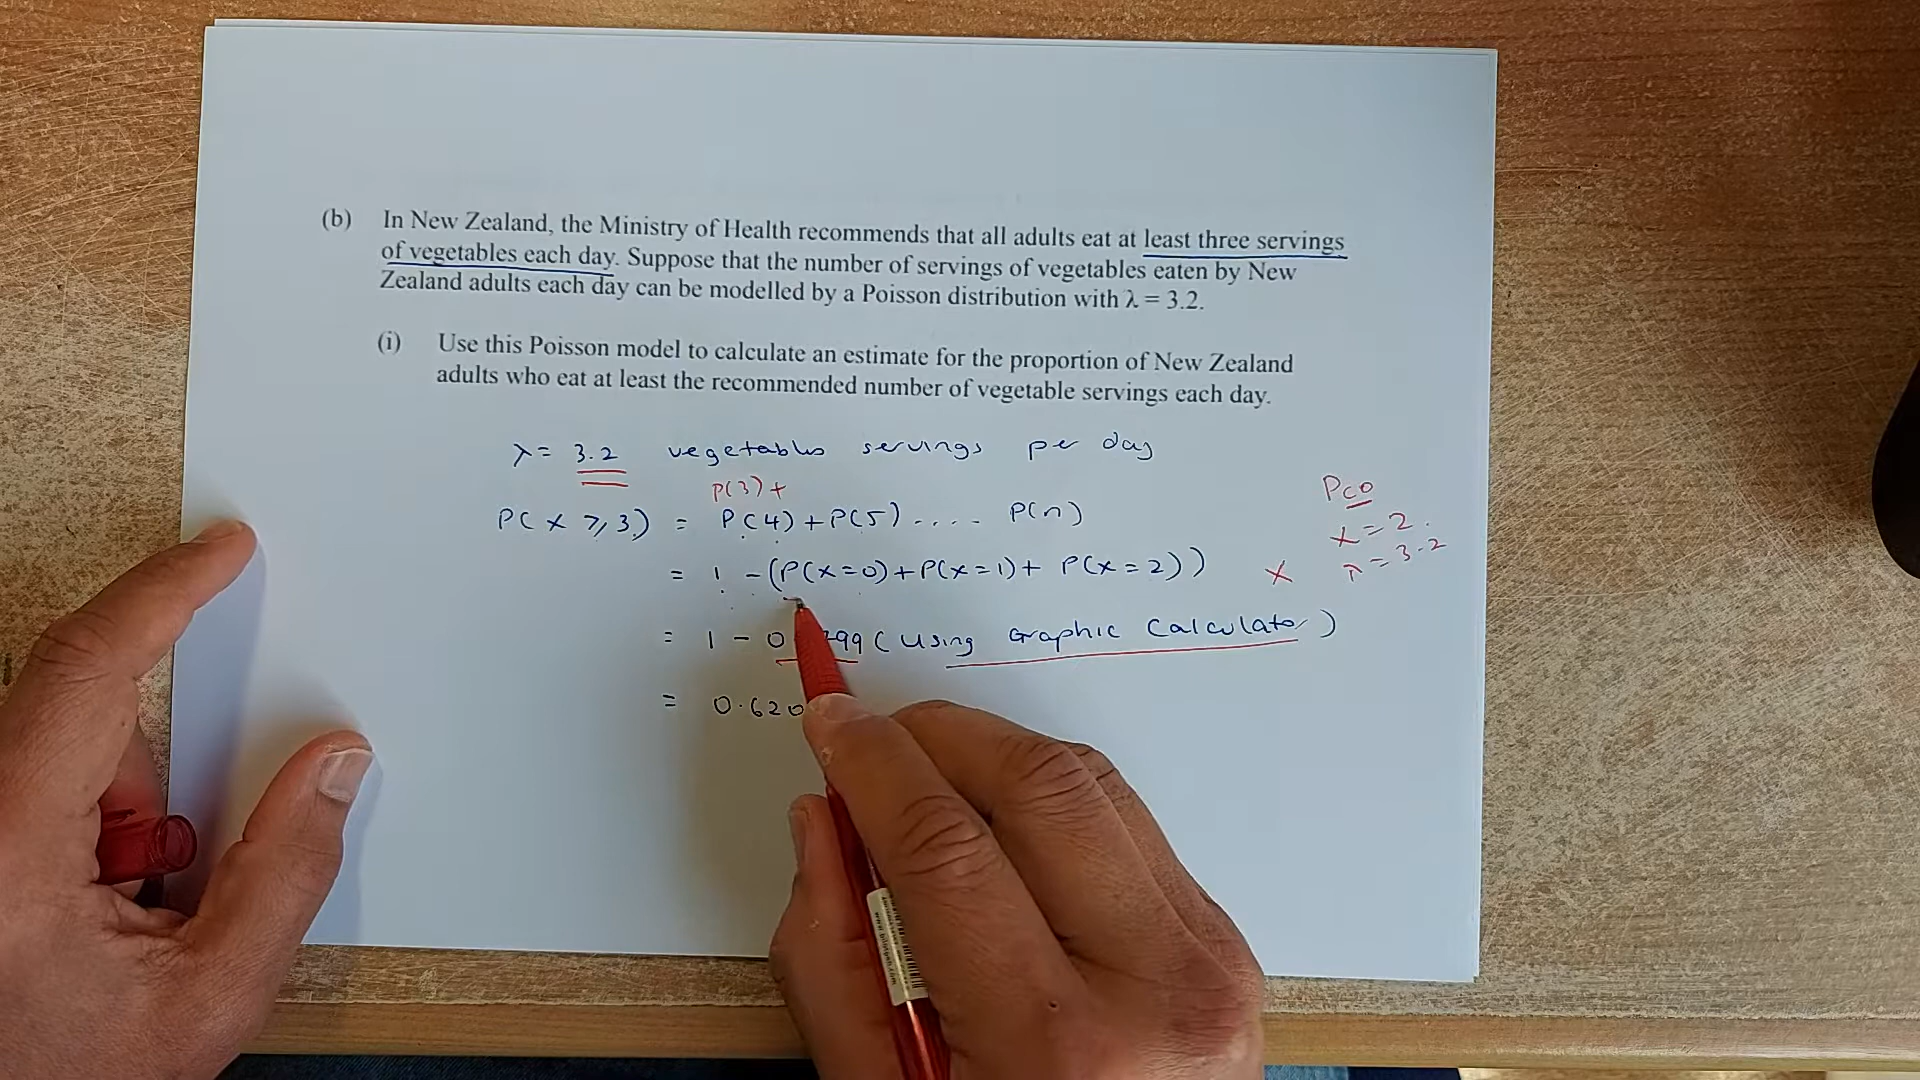 (b) In New Zealand, the Ministry of Health recommends that all adults eat at least three servings
of vegetables each day. Suppose that the number of servings of vegetables eaten by New
Zealand adults each day can be modelled by a Poisson distribution with λ = 3.2.
(i) Use this Poisson model to calculate an estimate for the proportion of New Zealand
adults who eat at least the recommended number of vegetable servings each day.
λ = 3.2 vegetables servings per day
P(3) +
P( x ⩾ 3) = P(4) + P(5) .... P(n)
= 1 - (P(x=0) + P(x=1) + P(x=2))
= 1 - 0 799 (Using Graphic Calculator)
= 0.620
PCD
x = 2.
λ = 3.2
x